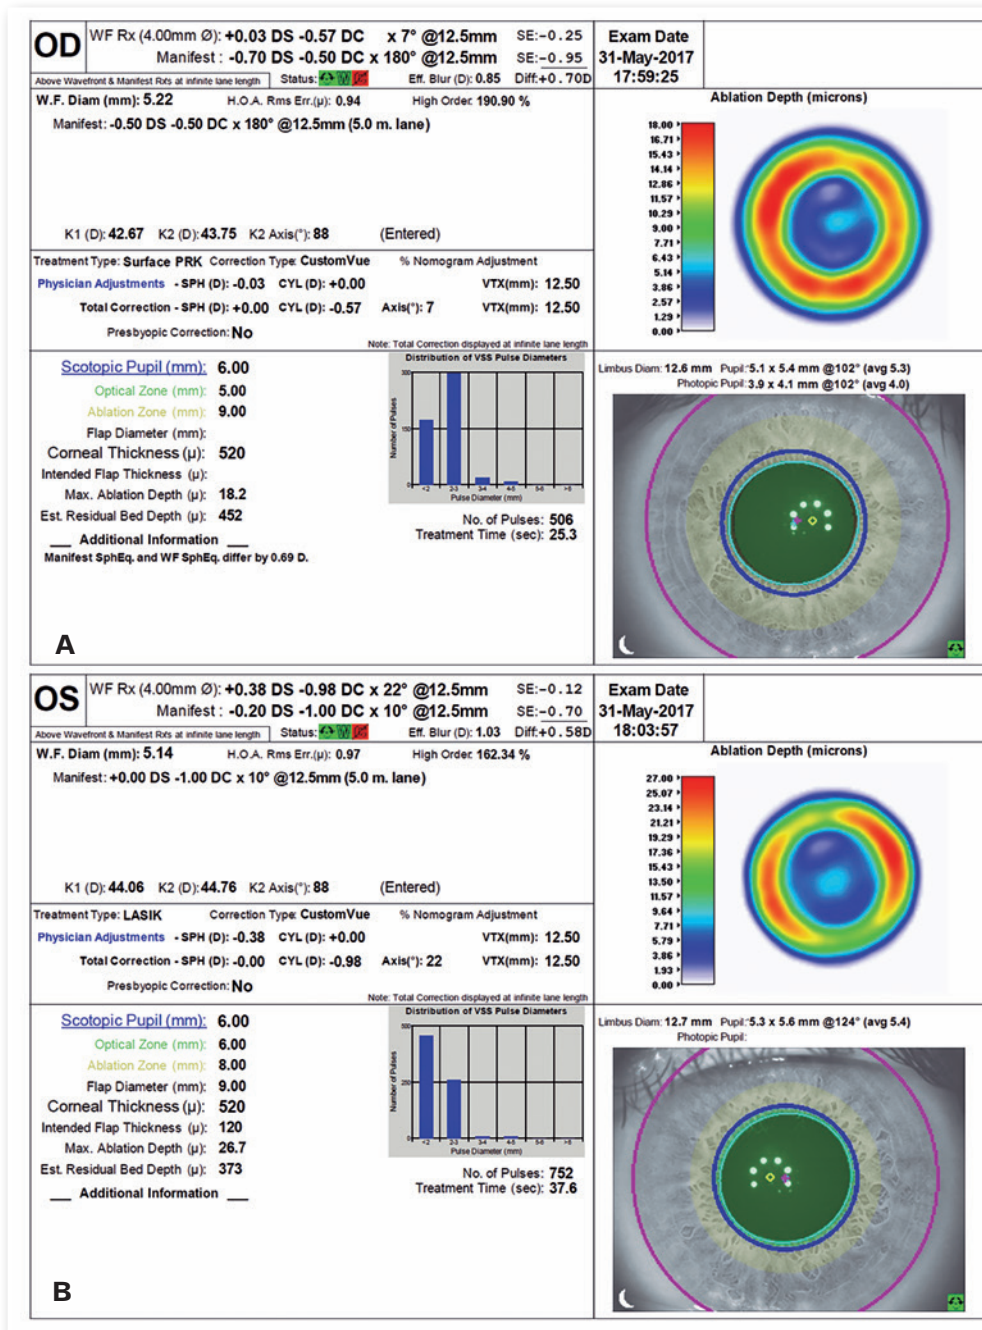 OD
WF Rx (4.00mm Ø): +0.03 DS -0.57 DC x 7° @12.5mm SE:-0.25
Manifest : -0.70 DS -0.50 DC x 180° @12.5mm SE:-0.95
Above Wavefront & Manifest Rx's at infinite lane length Status: Eff. Blur (D): 0.85 Diff:+0.70D
Exam Date
31-May-2017
17:59:25
W.F. Diam (mm): 5.22 H.O.A. Rms Err.(μ): 0.94 High Order: 190.90 %
Manifest: -0.50 DS -0.50 DC x 180° @12.5mm (5.0 m. lane)
K1 (D): 42.67 K2 (D): 43.75 K2 Axis(°): 88 (Entered)
Ablation Depth (microns)
18.00
16.71
15.43
14.14
12.86
11.57
10.29
9.00
7.71
6.43
5.14
3.86
2.57
1.29
0.00
Treatment Type: Surface PRK Correction Type: CustomVue % Nomogram Adjustment
Physician Adjustments - SPH (D): -0.03 CYL (D): +0.00 VTX(mm): 12.50
Total Correction - SPH (D): +0.00 CYL (D): -0.57 Axis(°): 7 VTX(mm): 12.50
Presbyopic Correction: No
Note: Total Correction displayed at infinite lane length
Scotopic Pupil (mm): 6.00
Optical Zone (mm): 5.00
Ablation Zone (mm): 9.00
Flap Diameter (mm):
Corneal Thickness (μ): 520
Intended Flap Thickness (μ):
Max. Ablation Depth (μ): 18.2
Est. Residual Bed Depth (μ): 452
Additional Information
Manifest SphEq. and WF SphEq. differ by 0.69 D.
Distribution of VSS Pulse Diameters
Number of Pulses
300
150
0
<2 2-3 3-4 4-5 5-6 >6
Pulse Diameter (mm)
No. of Pulses: 506
Treatment Time (sec): 25.3
Limbus Diam: 12.6 mm Pupil: 5.1 x 5.4 mm @102° (avg 5.3)
Photopic Pupil: 3.9 x 4.1 mm @102° (avg 4.0)
A
OS
WF Rx (4.00mm Ø): +0.38 DS -0.98 DC x 22° @12.5mm SE:-0.12
Manifest : -0.20 DS -1.00 DC x 10° @12.5mm SE:-0.70
Above Wavefront & Manifest Rx's at infinite lane length Status: Eff. Blur (D): 1.03 Diff:+0.58D
Exam Date
31-May-2017
18:03:57
W.F. Diam (mm): 5.14 H.O.A. Rms Err.(μ): 0.97 High Order: 162.34 %
Manifest: +0.00 DS -1.00 DC x 10° @12.5mm (5.0 m. lane)
K1 (D): 44.06 K2 (D): 44.76 K2 Axis(°): 88 (Entered)
Ablation Depth (microns)
27.00
25.07
23.14
21.21
19.29
17.36
15.43
13.50
11.57
9.64
7.71
5.79
3.86
1.93
0.00
Treatment Type: LASIK Correction Type: CustomVue % Nomogram Adjustment
Physician Adjustments - SPH (D): -0.38 CYL (D): +0.00 VTX(mm): 12.50
Total Correction - SPH (D): -0.00 CYL (D): -0.98 Axis(°): 22 VTX(mm): 12.50
Presbyopic Correction: No
Note: Total Correction displayed at infinite lane length
Scotopic Pupil (mm): 6.00
Optical Zone (mm): 6.00
Ablation Zone (mm): 8.00
Flap Diameter (mm): 9.00
Corneal Thickness (μ): 520
Intended Flap Thickness (μ): 120
Max. Ablation Depth (μ): 26.7
Est. Residual Bed Depth (μ): 373
Additional Information
Distribution of VSS Pulse Diameters
Number of Pulses
<2 2-3 3-4 4-5 5-6 >6
Pulse Diameter (mm)
No. of Pulses: 752
Treatment Time (sec): 37.6
Limbus Diam: 12.7 mm Pupil: 5.3 x 5.6 mm @124° (avg 5.4)
Photopic Pupil:
B